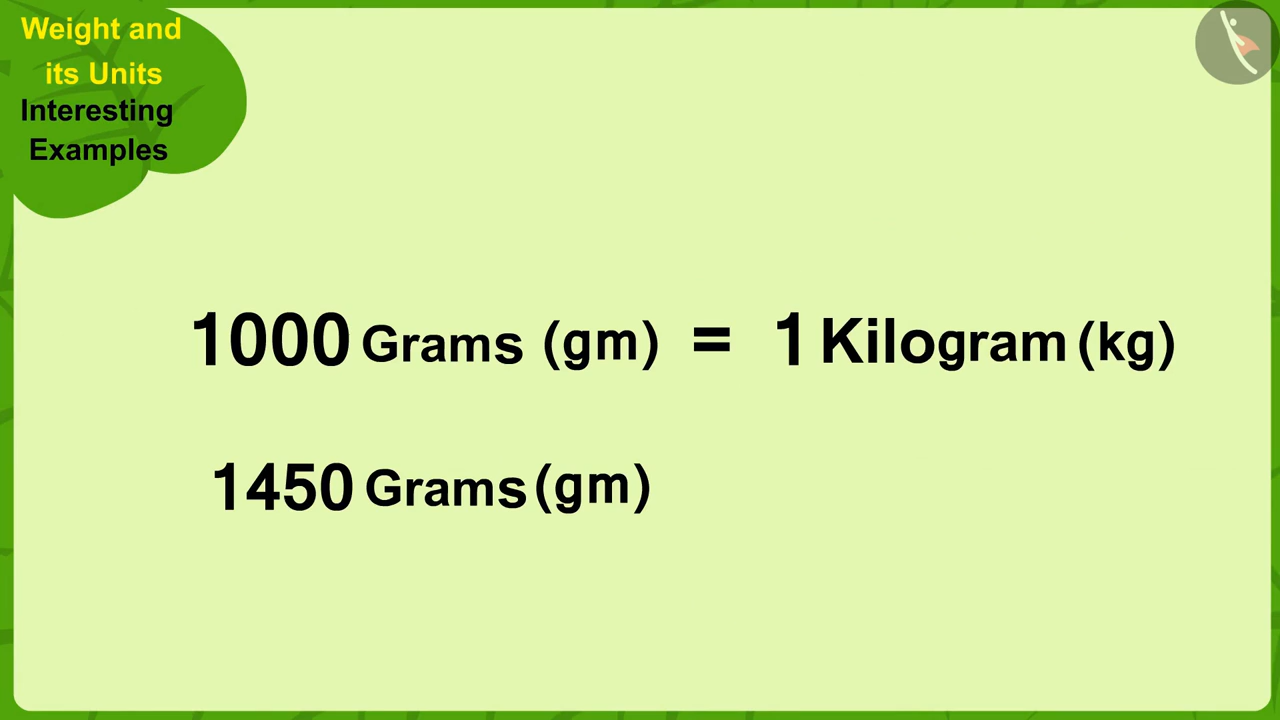 Weight and
its Units
Interesting
Examples
1000 Grams (gm) = 1 Kilogram (kg)
1450 Grams (gm)